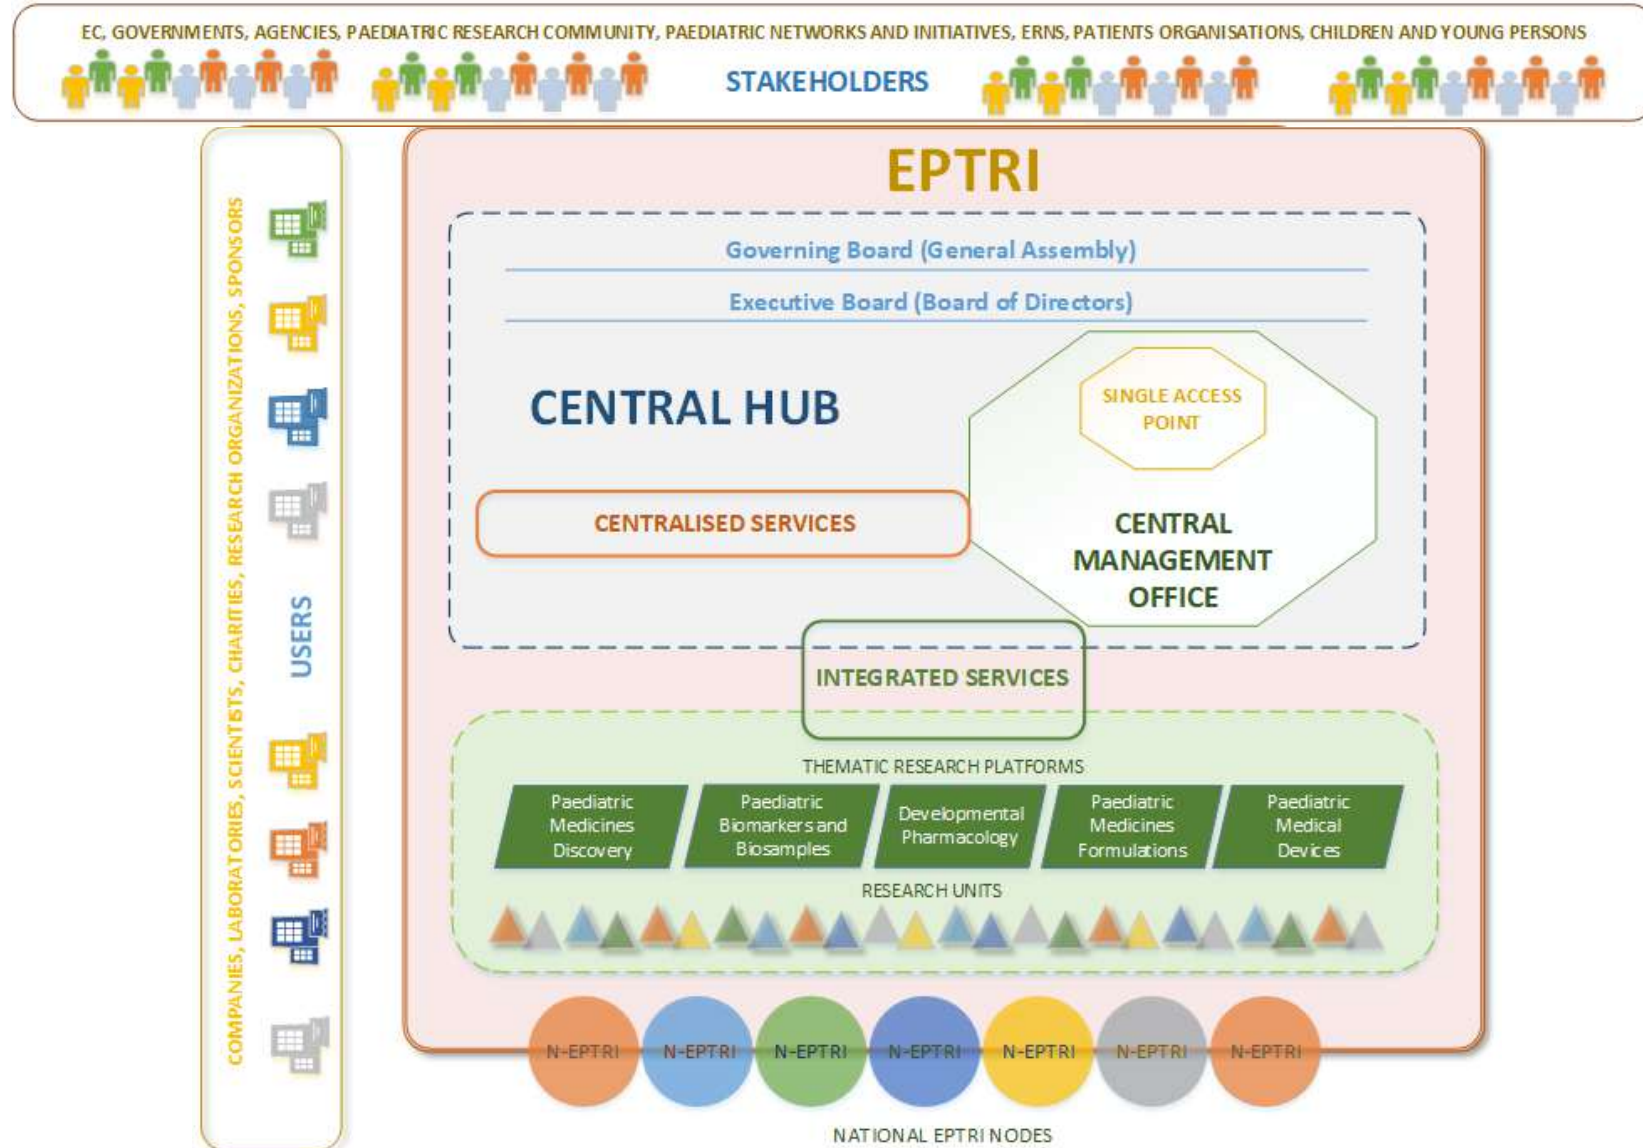 EC, GOVERNMENTS, AGENCIES, PAEDIATRIC RESEARCH COMMUNITY, PAEDIATRIC NETWORKS AND INITIATIVES, ERNS, PATIENTS ORGANISATIONS, CHILDREN AND YOUNG PERSONS
STAKEHOLDERS
COMPANIES, LABORATORIES, SCIENTISTS, CHARITIES, RESEARCH ORGANIZATIONS, SPONSORS
USERS
EPTRI
Governing Board (General Assembly)
Executive Board (Board of Directors)
CENTRAL HUB
SINGLE ACCESS
POINT
CENTRALISED SERVICES
CENTRAL
MANAGEMENT
OFFICE
INTEGRATED SERVICES
THEMATIC RESEARCH PLATFORMS
Paediatric
Medicines
Discovery
Paediatric
Biomarkers and
Biosamples
Developmental
Pharmacology
Paediatric
Medicines
Formulations
Paediatric
Medical
Devices
RESEARCH UNITS
N-EPTRI
N-EPTRI
N-EPTRI
N-EPTRI
N-EPTRI
N-EPTRI
N-EPTRI
NATIONAL EPTRI NODES